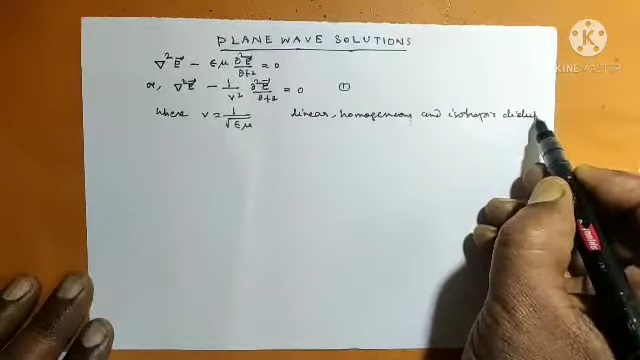 PLANE WAVE SOLUTIONS
∇²E⃗ − εμ ∂²E⃗/∂t² = 0
or, ∇²E⃗ − 1/v² ∂²E⃗/∂t² = 0 ①
where v = 1/√εμ linear, homogeneous and isotropic dielec
KINEMASTER